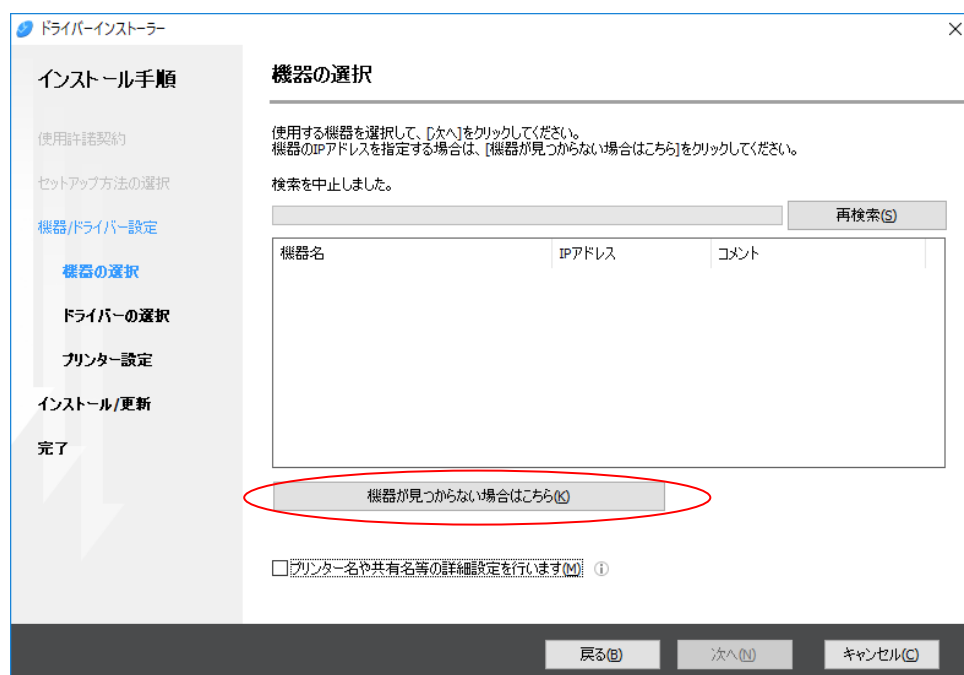 ドライバーインストーラー
インストール手順
使用許諾契約
セットアップ方法の選択
機器/ドライバー設定
機器の選択
ドライバーの選択
プリンター設定
インストール/更新
完了
機器の選択
使用する機器を選択して、[次へ]をクリックしてください。
機器のIPアドレスを指定する場合は、[機器が見つからない場合はこちら]をクリックしてください。
検索を中止しました。
再検索(S)
機器名 IPアドレス コメント
機器が見つからない場合はこちら(K)
プリンター名や共有名等の詳細設定を行います(M)
戻る(B) 次へ(N) キャンセル(C)